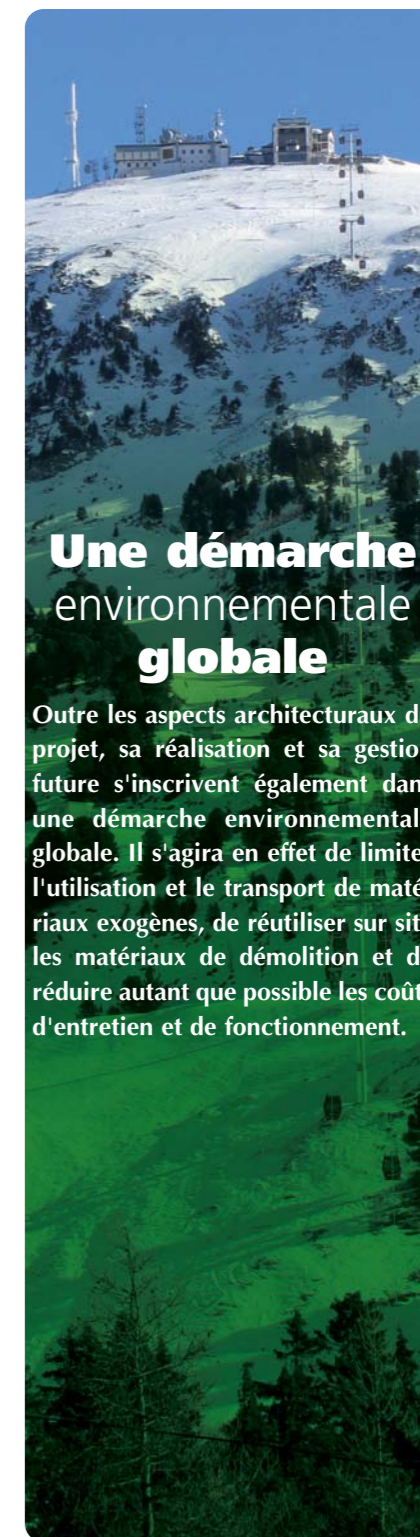 Une démarche
environnementale
globale
Outre les aspects architecturaux d
projet, sa réalisation et sa gestio
future s'inscrivent également dan
une démarche environnemental
globale. Il s'agira en effet de limite
l'utilisation et le transport de maté
riaux exogènes, de réutiliser sur sit
les matériaux de démolition et d
réduire autant que possible les coût
d'entretien et de fonctionnement.